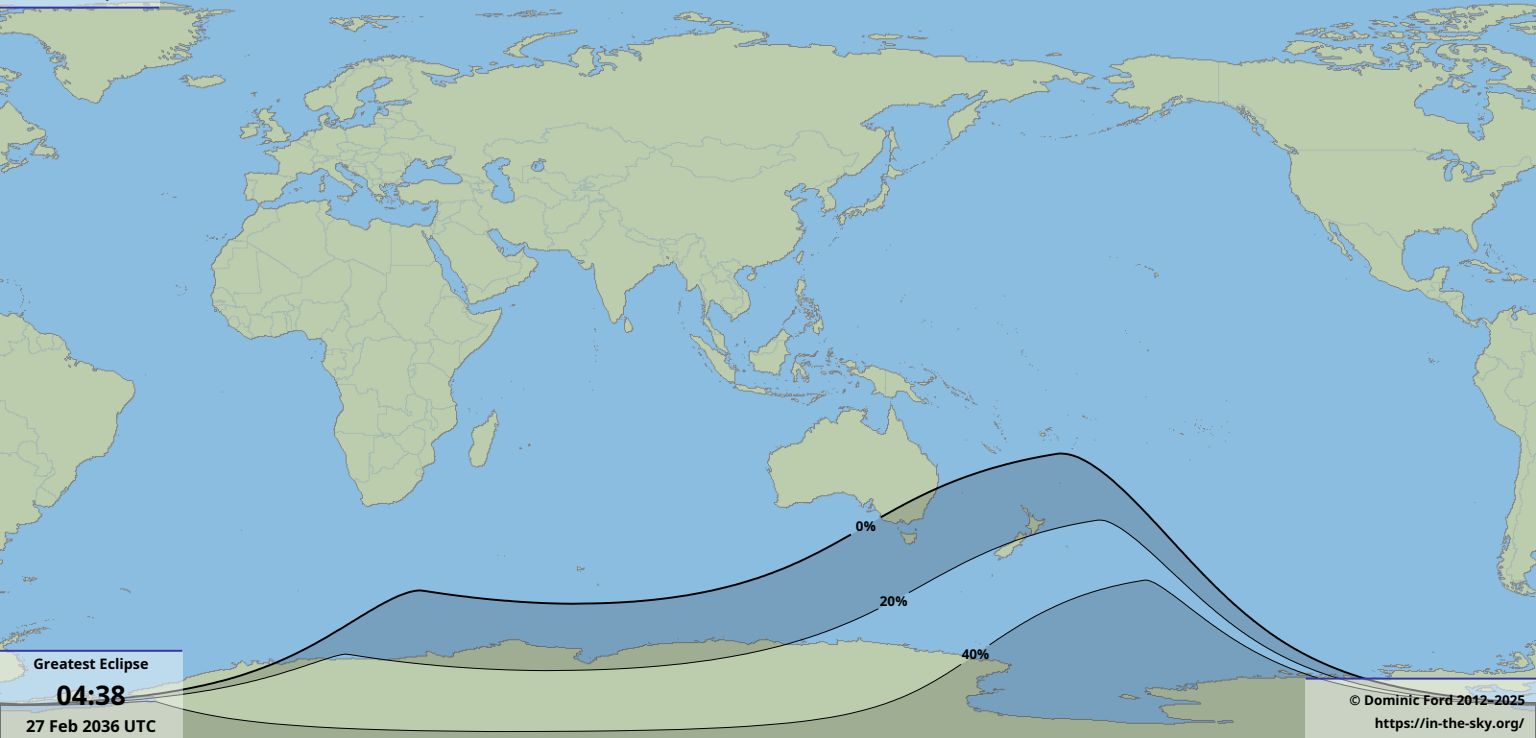 0%
20%
40%
Greatest Eclipse
04:38
27 Feb 2036 UTC
© Dominic Ford 2012–2025
https://in-the-sky.org/